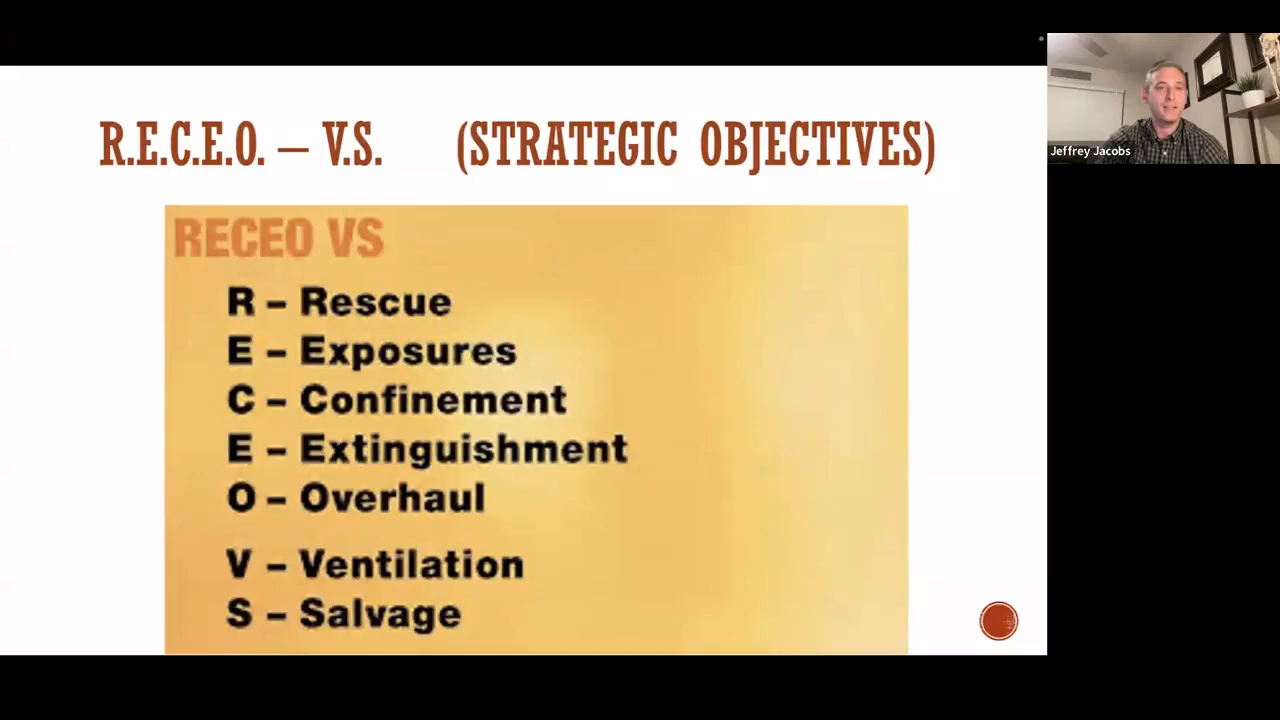 R.E.C.E.O. – V.S. (STRATEGIC OBJECTIVES)
RECEO VS
R – Rescue
E – Exposures
C – Confinement
E – Extinguishment
O – Overhaul
V – Ventilation
S – Salvage
Jeffrey Jacobs